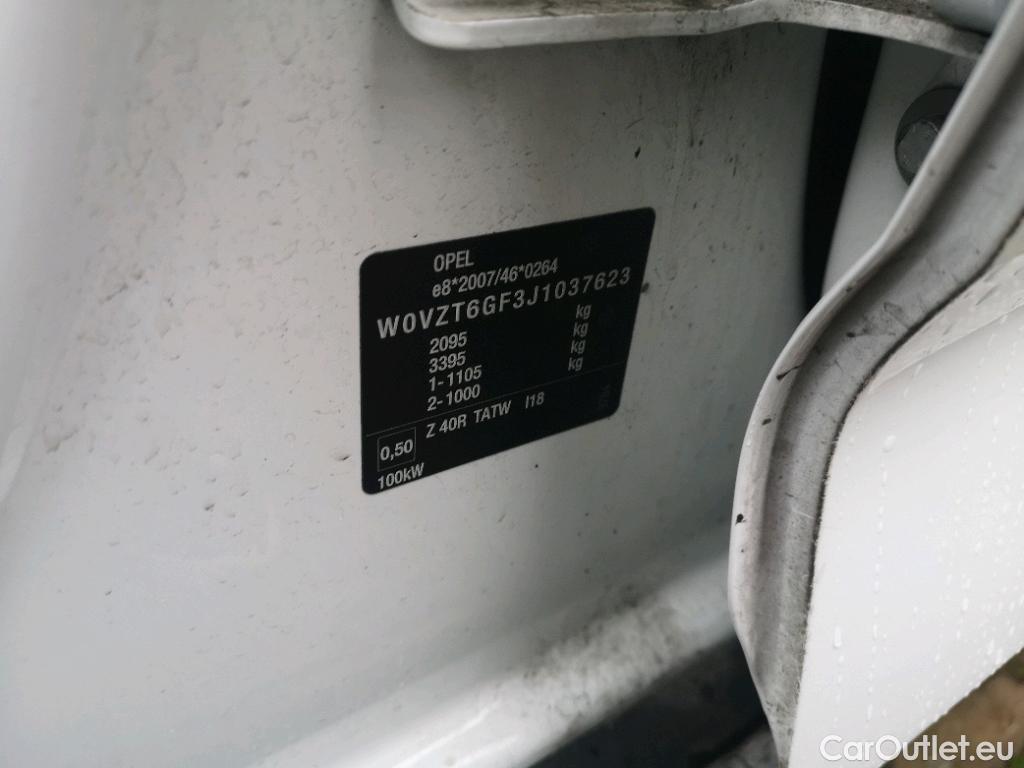 OPEL
e8*2007/46*0264
W0VZT6GF3J1037623
2095 kg
3395 kg
1-1105 kg
2-1000 kg
Z 40R TATW I18
0,50
100kW
CarOutlet.eu